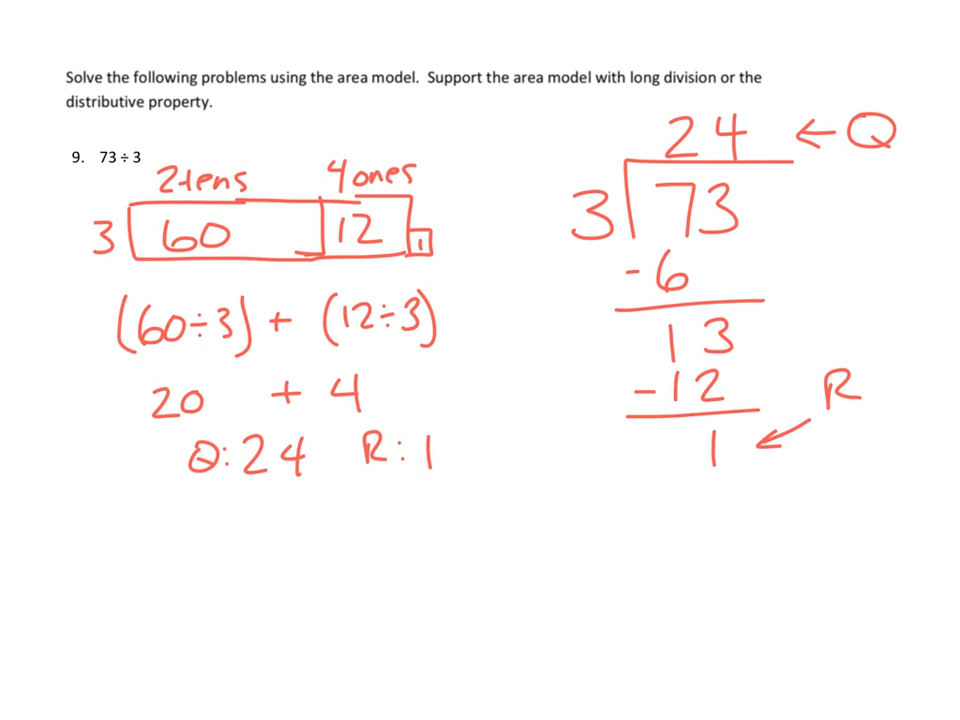 Solve the following problems using the area model. Support the area model with long division or the
distributive property.
9. 73 ÷ 3
2 tens 4 ones
3 60 12 1
(60÷3) + (12÷3)
20 + 4
Q: 24 R: 1
24 ← Q
3 73
-6
13
-12 R
1 ←